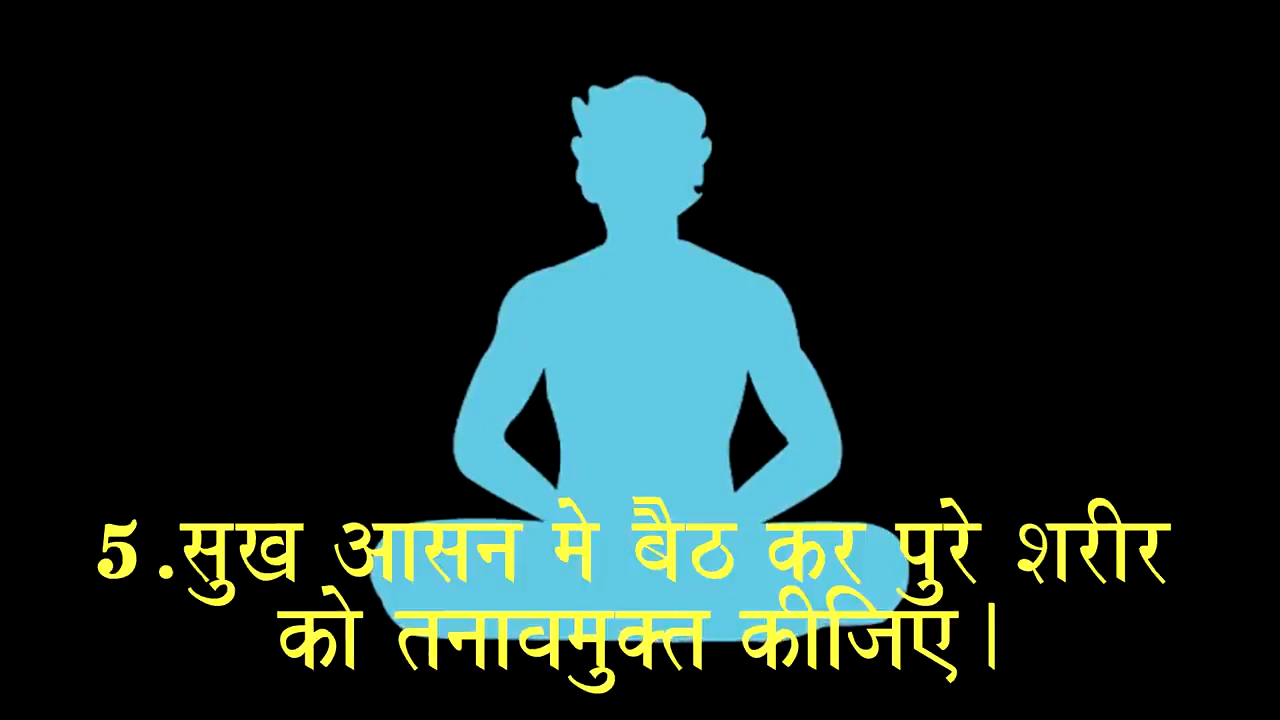 5 .सुख आसन मे बैठ कर पुरे शरीर
को तनावमुक्त कीजिए।